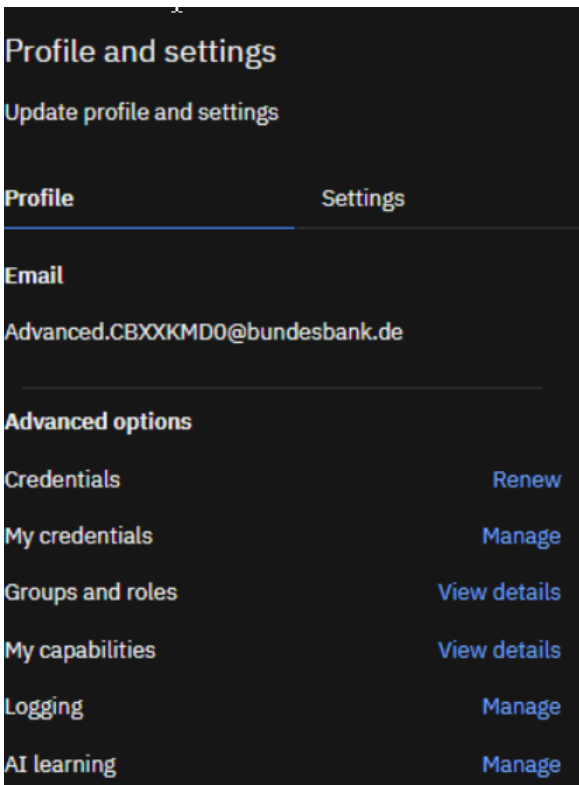 Profile and settings
Update profile and settings
Profile Settings
Email
Advanced.CBXXKMD0@bundesbank.de
Advanced options
Credentials Renew
My credentials Manage
Groups and roles View details
My capabilities View details
Logging Manage
AI learning Manage